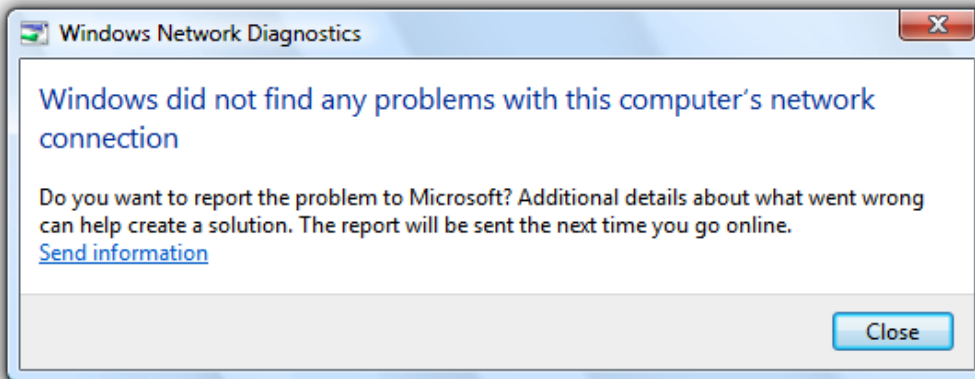 Windows Network Diagnostics
Windows did not find any problems with this computer's network
connection
Do you want to report the problem to Microsoft? Additional details about what went wrong
can help create a solution. The report will be sent the next time you go online.
Send information
Close